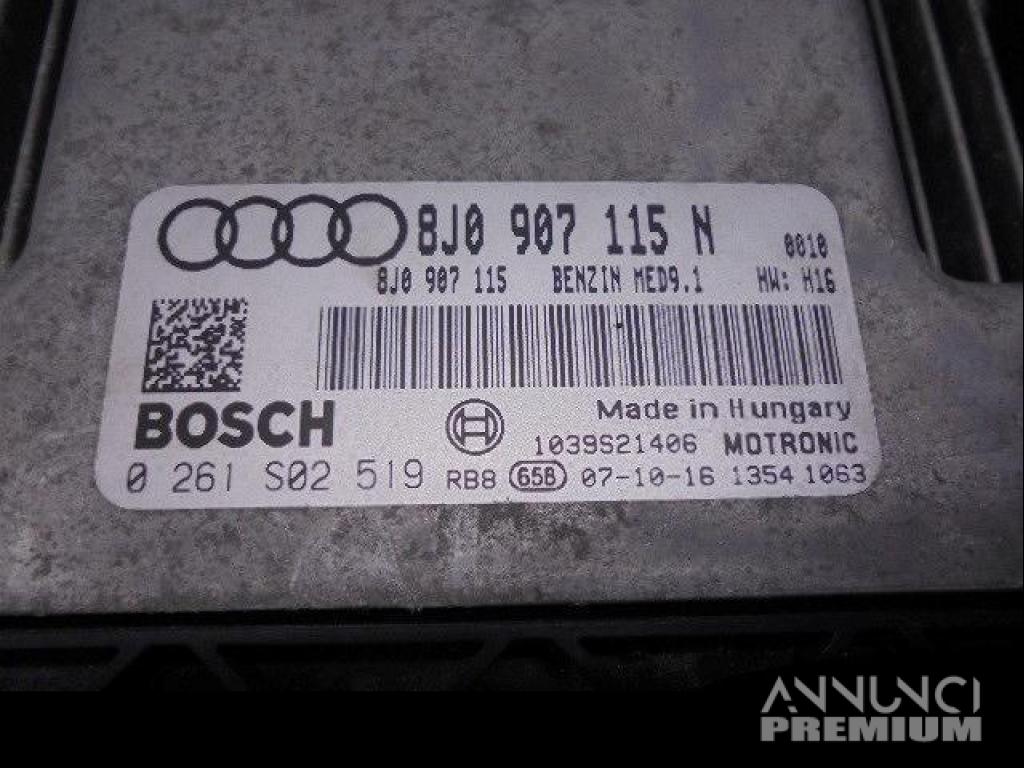 8J0 907 115 N 0010
8J0 907 115 BENZIN MED9.1 HW: H16
BOSCH
Made in Hungary
1039S21406 MOTRONIC
0 261 S02 519 RB8 65B 07-10-16 1354 1063
ANNUNCI
PREMIUM